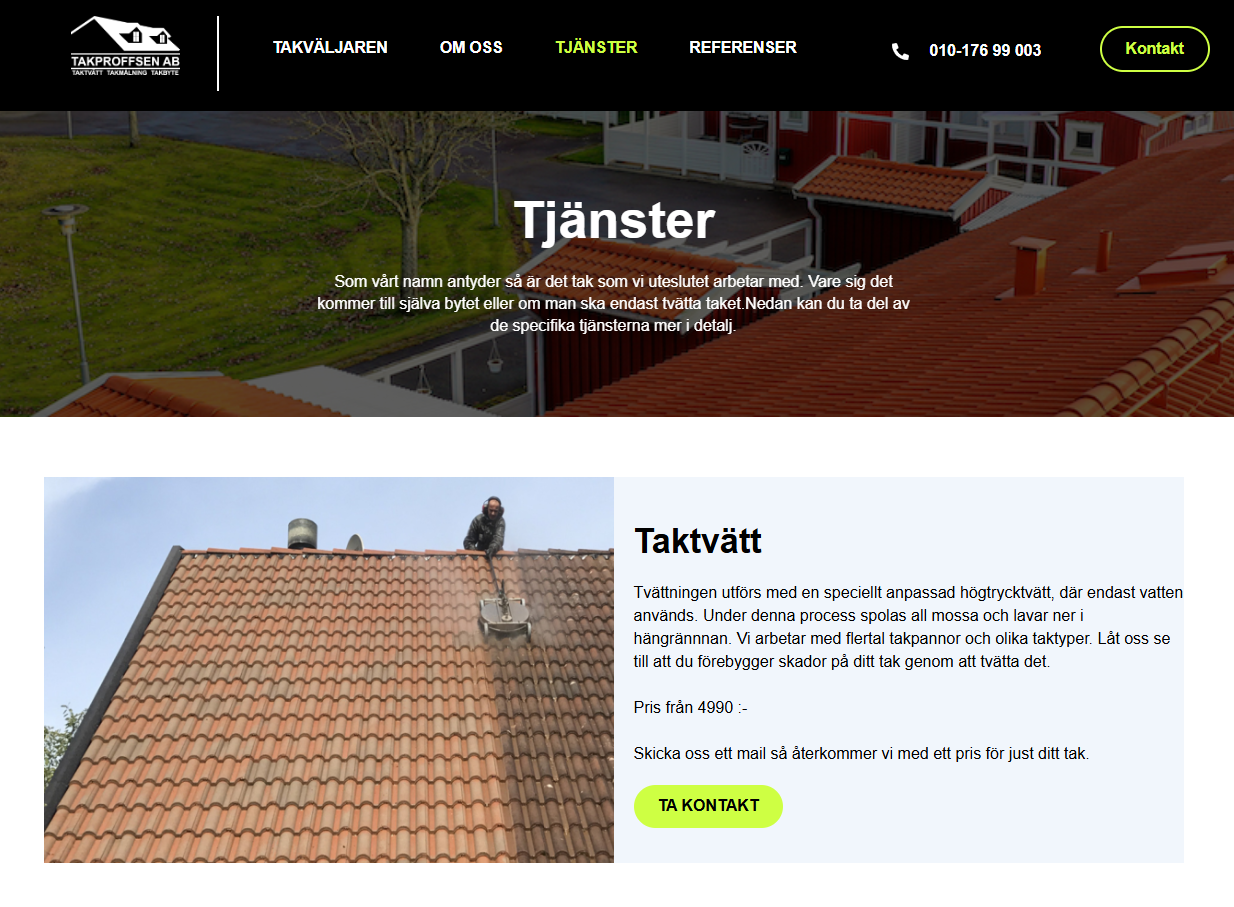 TAKPROFFSEN AB
TAKTVÄTT TAKMÅLNING TAKBYTE
TAKVÄLJAREN
OM OSS
TJÄNSTER
REFERENSER
010-176 99 003
Kontakt
Tjänster
Som vårt namn antyder så är det tak som vi uteslutet arbetar med. Vare sig det
kommer till själva bytet eller om man ska endast tvätta taket.Nedan kan du ta del av
de specifika tjänsterna mer i detalj.
Taktvätt
Tvättningen utförs med en speciellt anpassad högtrycktvätt, där endast vatten
används. Under denna process spolas all mossa och lavar ner i
hängrännnan. Vi arbetar med flertal takpannor och olika taktyper. Låt oss se
till att du förebygger skador på ditt tak genom att tvätta det.
Pris från 4990 :-
Skicka oss ett mail så återkommer vi med ett pris för just ditt tak.
TA KONTAKT